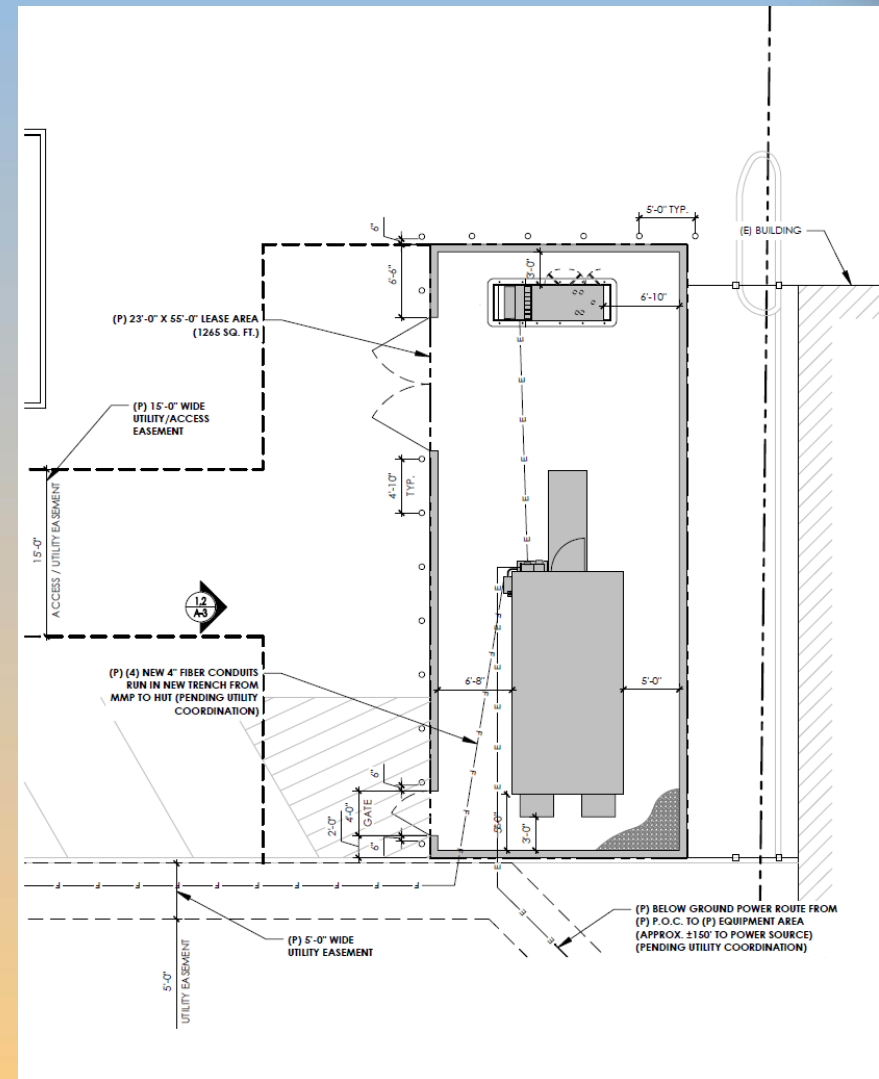 5'-0" TYP.
(E) BUILDING
6"
6'-6"
3'-0"
6'-10"
(P) 23'-0" X 55'-0" LEASE AREA
(1265 SQ. FT.)
(P) 15'-0" WIDE
UTILITY/ACCESS
EASEMENT
E
E
E
E
E
E
4'-10"
TYP.
15'-0"
ACCESS / UTILITY EASEMENT
1,2
A-3
(P) (4) NEW 4" FIBER CONDUITS
RUN IN NEW TRENCH FROM
MMP TO HUT (PENDING UTILITY
COORDINATION)
6'-8"
5'-0"
E
E
E
E
E
E
E
F
F
F
F
F
F
6"
4'-0"
GATE
2'-0"
6"
5'-0"
3'-0"
F
F
F
F
F
F
F
F
F
E
E
E
(P) BELOW GROUND POWER ROUTE FROM
(P) P.O.C. TO (P) EQUIPMENT AREA
(APPROX. ±150' TO POWER SOURCE)
(PENDING UTILITY COORDINATION)
(P) 5'-0" WIDE
UTILITY EASEMENT
5'-0"
UTILITY EASEMENT